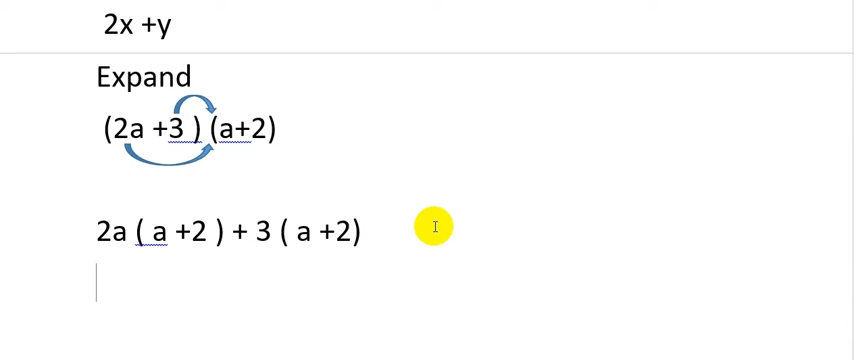 2x +y
Expand
(2a +3 ) (a+2)
2a ( a +2 ) + 3 ( a +2)